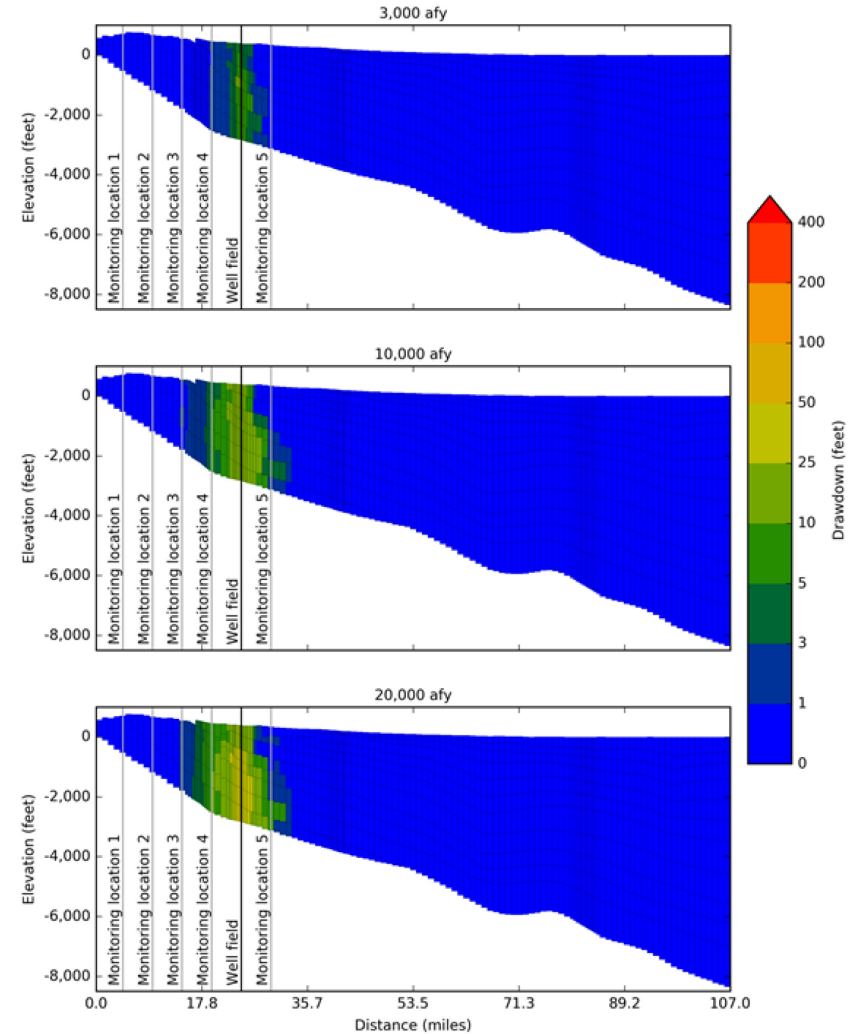 3,000 afy
0
-2,000
-4,000
-6,000
-8,000
Elevation (feet)
Monitoring location 1
Monitoring location 2
Monitoring location 3
Monitoring location 4
Well field
Monitoring location 5
10,000 afy
0
-2,000
-4,000
-6,000
-8,000
Elevation (feet)
Monitoring location 1
Monitoring location 2
Monitoring location 3
Monitoring location 4
Well field
Monitoring location 5
20,000 afy
0
-2,000
-4,000
-6,000
-8,000
Elevation (feet)
Monitoring location 1
Monitoring location 2
Monitoring location 3
Monitoring location 4
Well field
Monitoring location 5
0.0
17.8
35.7
53.5
71.3
89.2
107.0
Distance (miles)
400
200
100
50
25
10
5
3
1
0
Drawdown (feet)